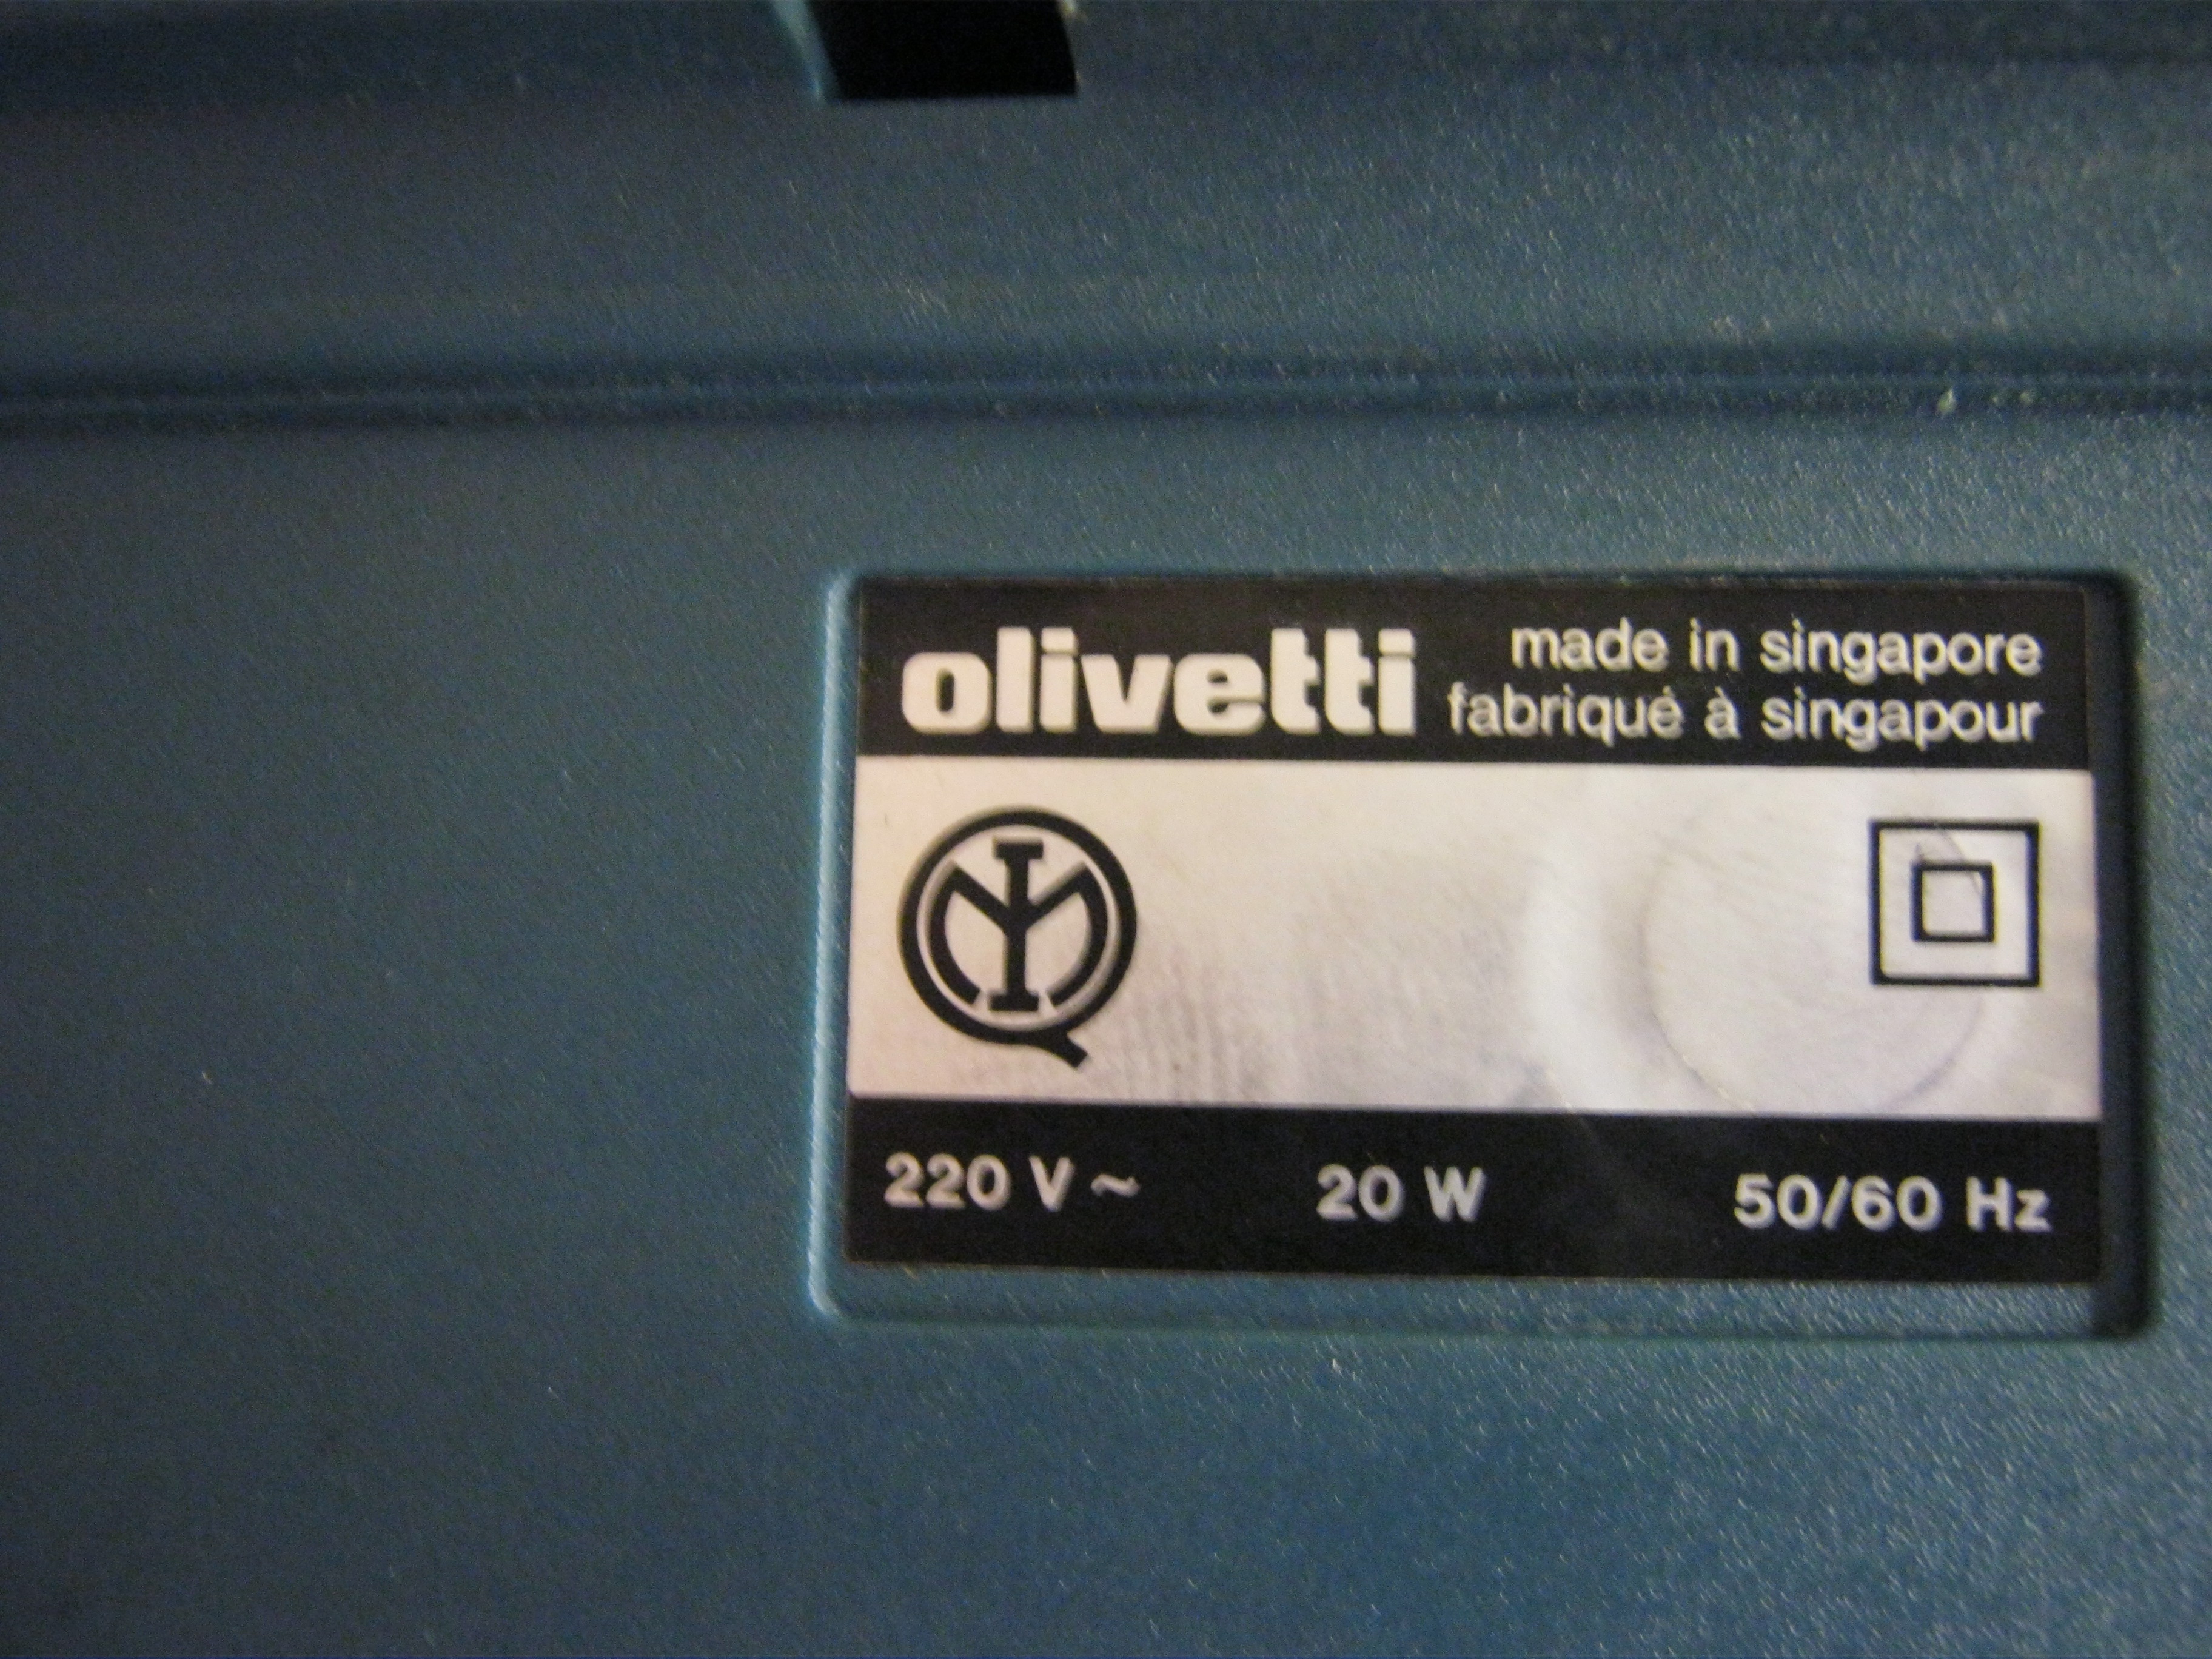 olivetti made in singapore
fabriqué à singapour
220 V ~ 20 W 50/60 Hz